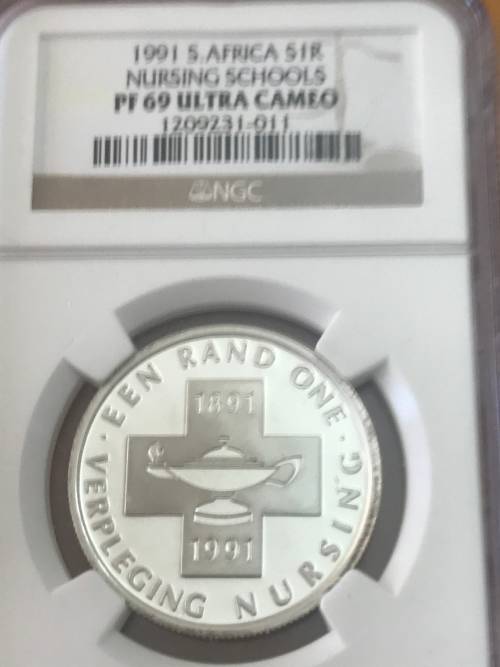 1991 S.AFRICA S1R
NURSING SCHOOLS
PF 69 ULTRA CAMEO
1209231-011
NGC
EEN RAND ONE
1891
1991
VERPLEGING NURSING